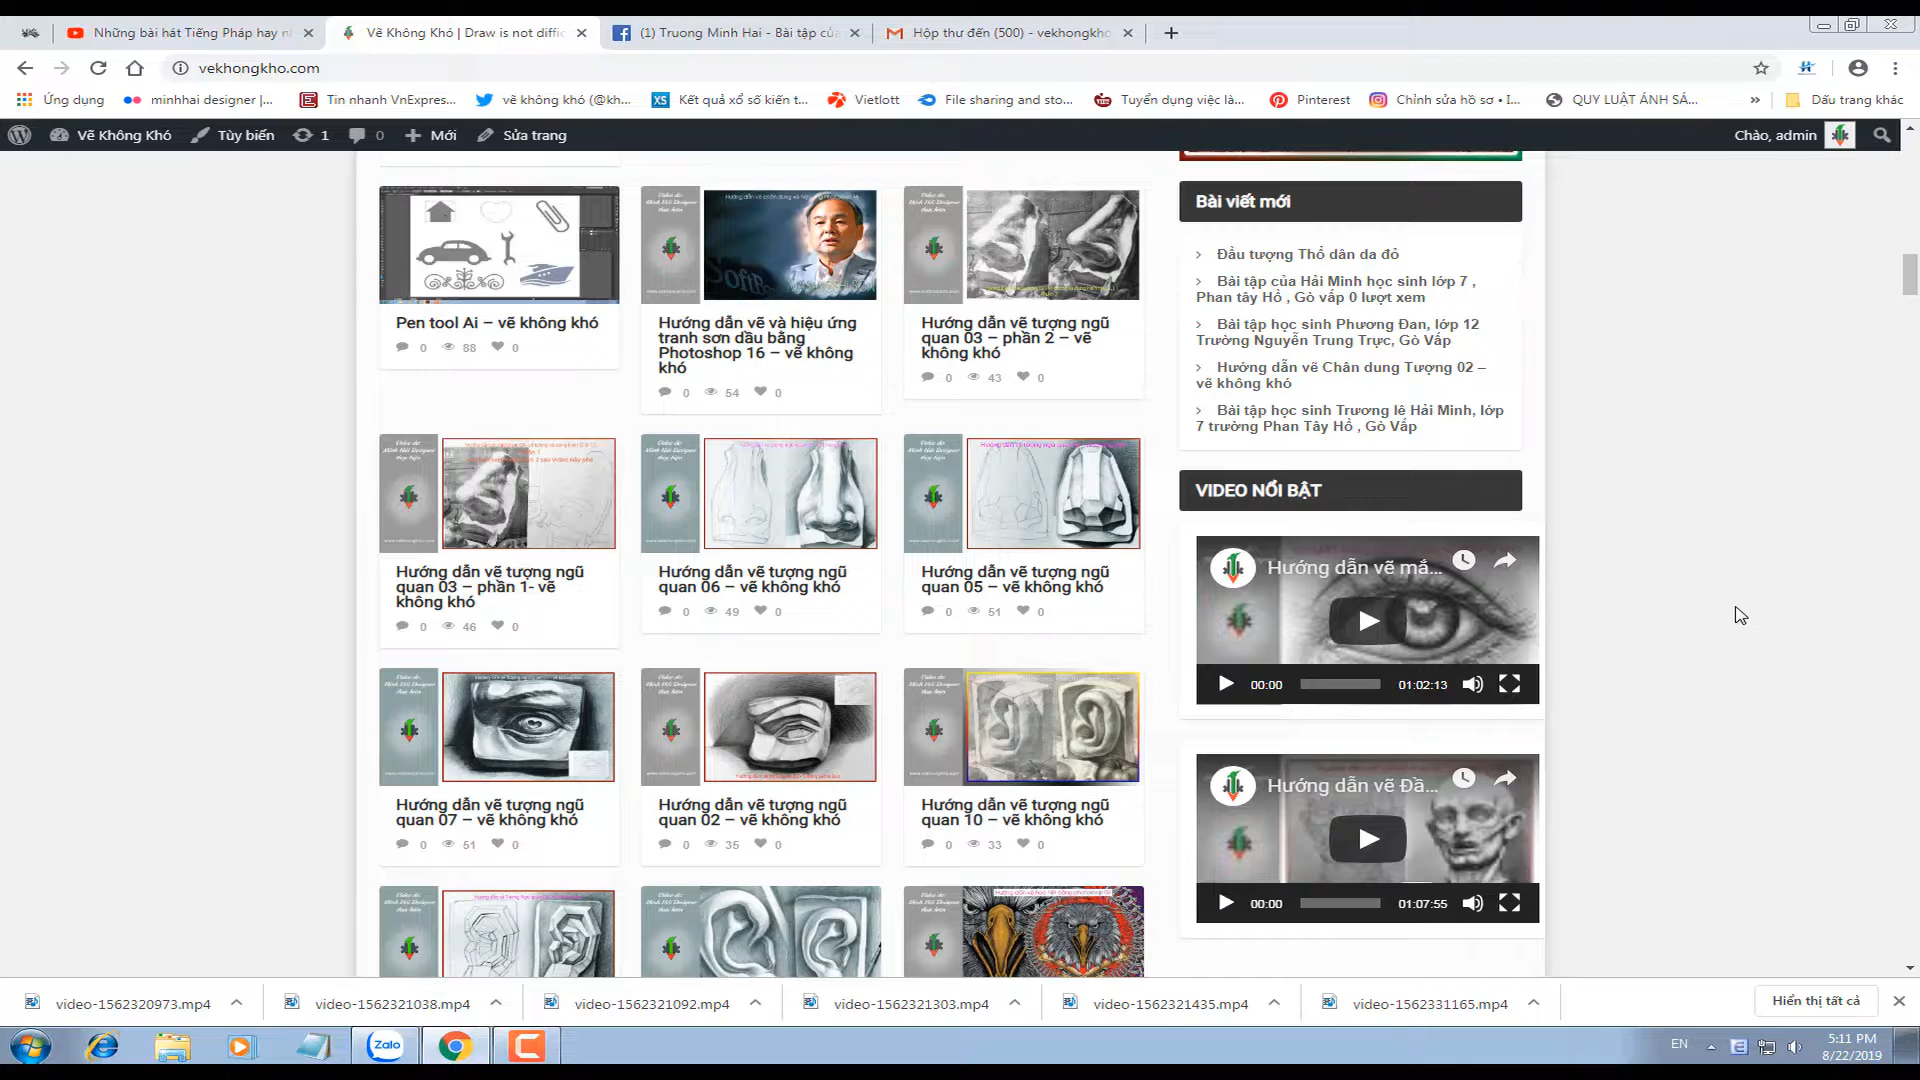 Những bài hát Tiếng Pháp hay n
Vẽ Không Khó | Draw is not diffic
(1) Truong Minh Hai - Bài tập củ
Hộp thư đến (500) - vekhongkho
vekhongkho.com
Ứng dụng
minhhai designer |...
Tin nhanh VnExpres...
vẽ không khó (@kh...
XS
Kết quả xổ số kiến t...
Vietlott
File sharing and sto...
Tuyển dụng việc là...
Pinterest
Chỉnh sửa hồ sơ • I...
QUY LUẬT ÁNH SÁ...
»
Dấu trang khác
Vẽ Không Khó
Tùy biến
1
0
Mới
Sửa trang
Chào, admin
Pen tool Ai – vẽ không khó
0 88 0
Hướng dẫn vẽ và hiệu ứng
tranh sơn dầu bằng
Photoshop 16 – vẽ không
khó
0 54 0
Hướng dẫn vẽ tượng ngũ
quan 03 – phần 2 – vẽ
không khó
0 43 0
Hướng dẫn vẽ tượng ngũ
quan 03 – phần 1- vẽ
không khó
0 46 0
Hướng dẫn vẽ tượng ngũ
quan 06 – vẽ không khó
0 49 0
Hướng dẫn vẽ tượng ngũ
quan 05 – vẽ không khó
0 51 0
Hướng dẫn vẽ tượng ngũ
quan 07 – vẽ không khó
0 51 0
Hướng dẫn vẽ tượng ngũ
quan 02 – vẽ không khó
0 35 0
Hướng dẫn vẽ tượng ngũ
quan 10 – vẽ không khó
0 33 0
Bài viết mới
Đầu tượng Thổ dân da đỏ
Bài tập của Hải Minh học sinh lớp 7 ,
Phan tây Hồ , Gò vấp 0 lượt xem
Bài tập học sinh Phương Đan, lớp 12
Trường Nguyễn Trung Trực, Gò Vấp
Hướng dẫn vẽ Chân dung Tượng 02 –
vẽ không khó
Bài tập học sinh Trương lê Hải Minh, lớp
7 trường Phan Tây Hồ , Gò Vấp
VIDEO NỔI BẬT
Hướng dẫn vẽ mắ...
00:00 01:02:13
Hướng dẫn vẽ Đầ...
00:00 01:07:55
video-1562320973.mp4
video-1562321038.mp4
video-1562321092.mp4
video-1562321303.mp4
video-1562321435.mp4
video-1562331165.mp4
Hiển thị tất cả
Zalo
EN
5:11 PM
8/22/2019